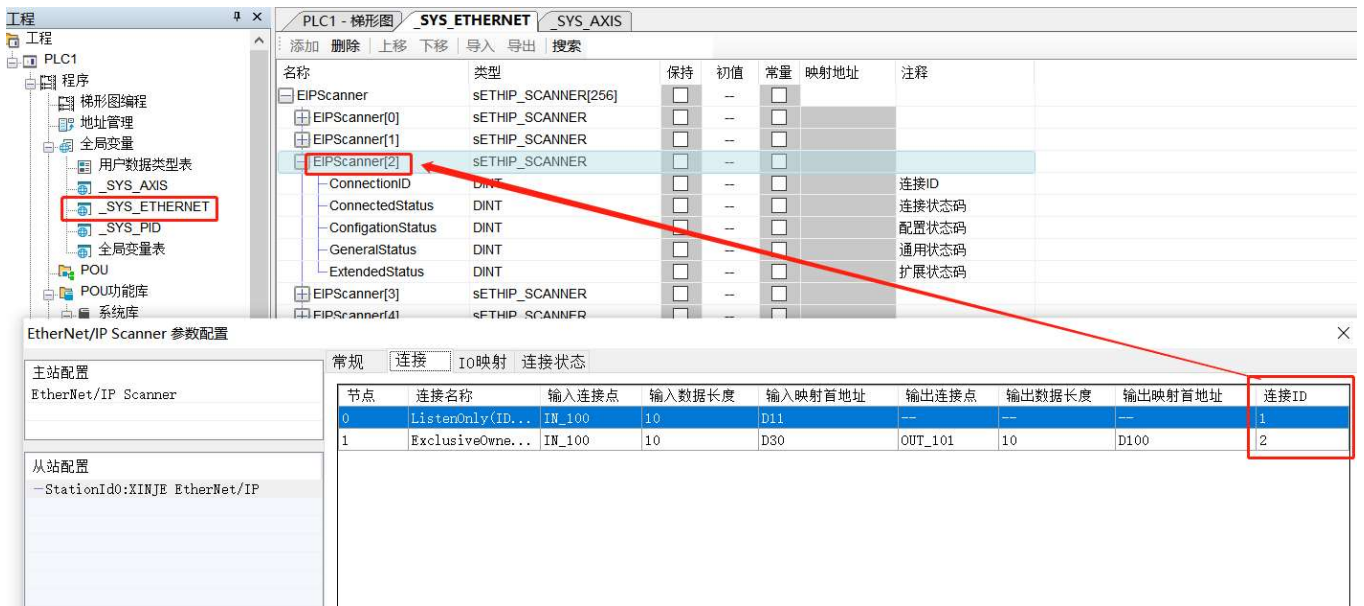 工程
工程
PLC1
程序
梯形图编程
地址管理
全局变量
用户数据类型表
_SYS_AXIS
_SYS_ETHERNET
_SYS_PID
全局变量表
POU
POU功能库
系统库
PLC1 - 梯形图 _SYS_ETHERNET _SYS_AXIS
添加 删除 上移 下移 导入 导出 搜索
名称 类型 保持 初值 常量 映射地址 注释
EIPScanner sETHIP_SCANNER[256] --
EIPScanner[0] sETHIP_SCANNER --
EIPScanner[1] sETHIP_SCANNER --
EIPScanner[2] sETHIP_SCANNER --
ConnectionID DINT -- 连接ID
ConnectedStatus DINT -- 连接状态码
ConfigationStatus DINT -- 配置状态码
GeneralStatus DINT -- 通用状态码
ExtendedStatus DINT -- 扩展状态码
EIPScanner[3] sETHIP_SCANNER --
EIPScanner[4] sETHIP_SCANNER --
EtherNet/IP Scanner 参数配置
主站配置
EtherNet/IP Scanner
从站配置
StationId0:XINJE EtherNet/IP
常规 连接 IO映射 连接状态
节点 连接名称 输入连接点 输入数据长度 输入映射首地址 输出连接点 输出数据长度 输出映射首地址 连接ID
0 ListenOnly(ID... IN_100 10 D11 -- -- -- 1
1 ExclusiveOwne... IN_100 10 D30 OUT_101 10 D100 2